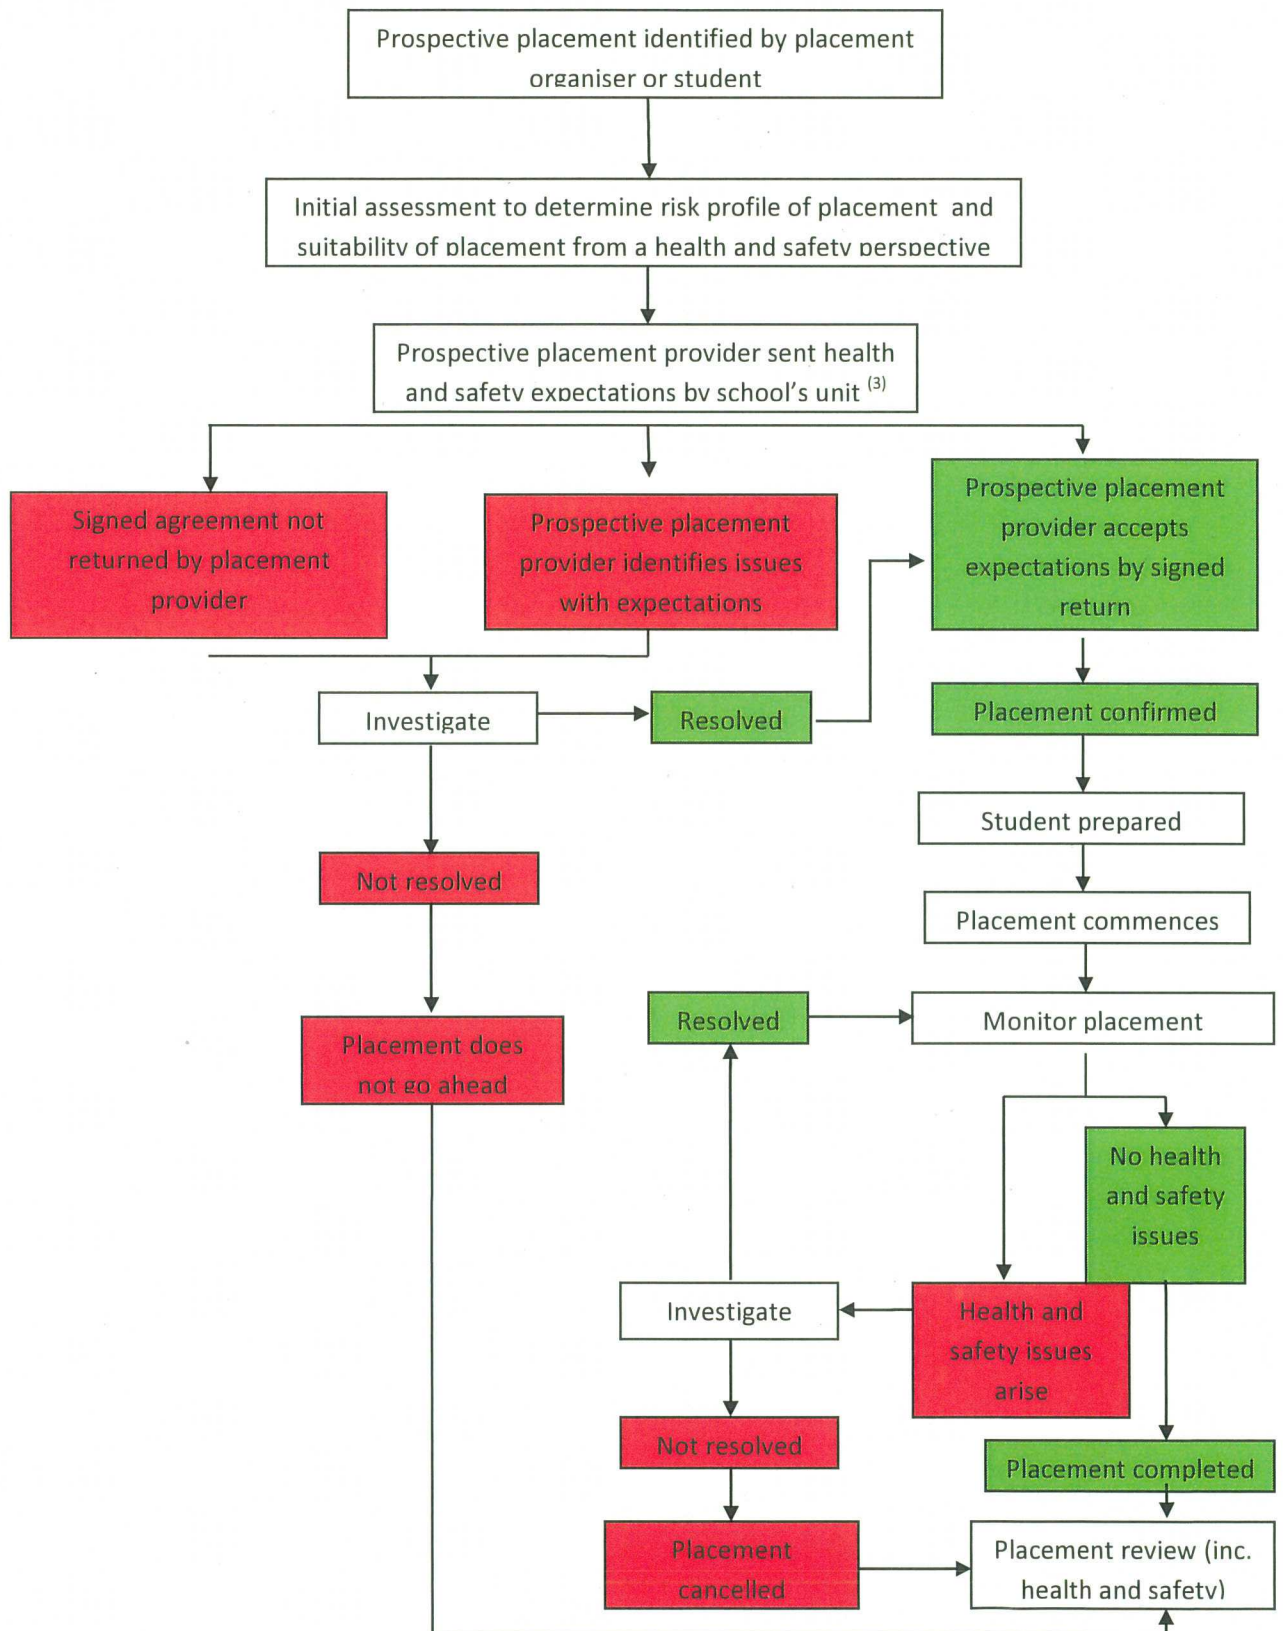 Prospective placement identified by placement
organiser or student
Initial assessment to determine risk profile of placement and
suitability of placement from a health and safety perspective
Prospective placement provider sent health
and safety expectations by school's unit (3)
Signed agreement not
returned by placement
provider
Prospective placement
provider identifies issues
with expectations
Prospective placement
provider accepts
expectations by signed
return
Investigate
Resolved
Placement confirmed
Student prepared
Not resolved
Placement commences
Resolved
Monitor placement
Placement does
not go ahead
No health
and safety
issues
Investigate
Health and
safety issues
arise
Not resolved
Placement completed
Placement
cancelled
Placement review (inc.
health and safety)